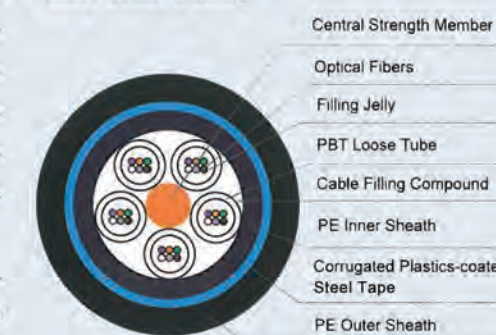 Central Strength Member
Optical Fibers
Filling Jelly
PBT Loose Tube
Cable Filling Compound
PE Inner Sheath
Corrugated Plastics-coate
Steel Tape
PE Outer Sheath